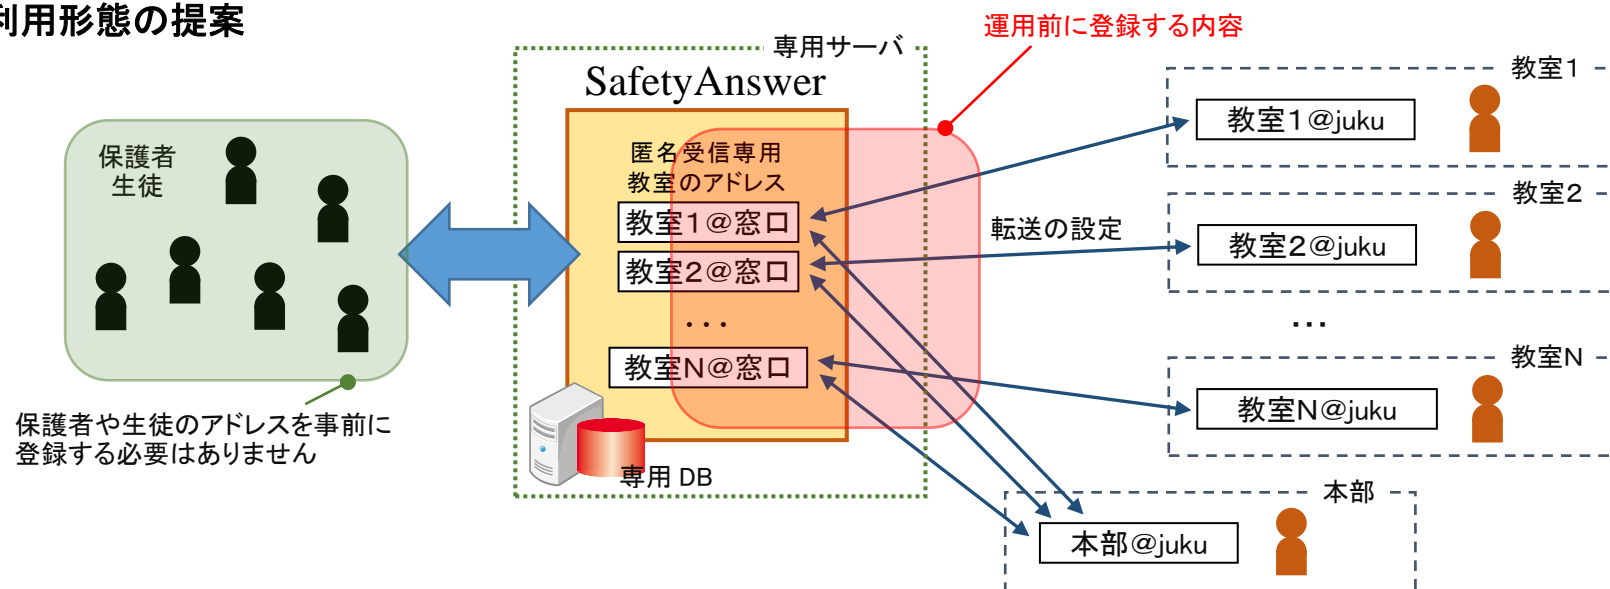 利用形態の提案
運用前に登録する内容
専用サーバ
SafetyAnswer
保護者
生徒
匿名受信専用
教室のアドレス
教室1@窓口
教室2@窓口
・・・
教室N@窓口
専用 DB
保護者や生徒のアドレスを事前に
登録する必要はありません
転送の設定
教室1
教室1@juku
教室2
教室2@juku
・・・
教室N
教室N@juku
本部
本部@juku